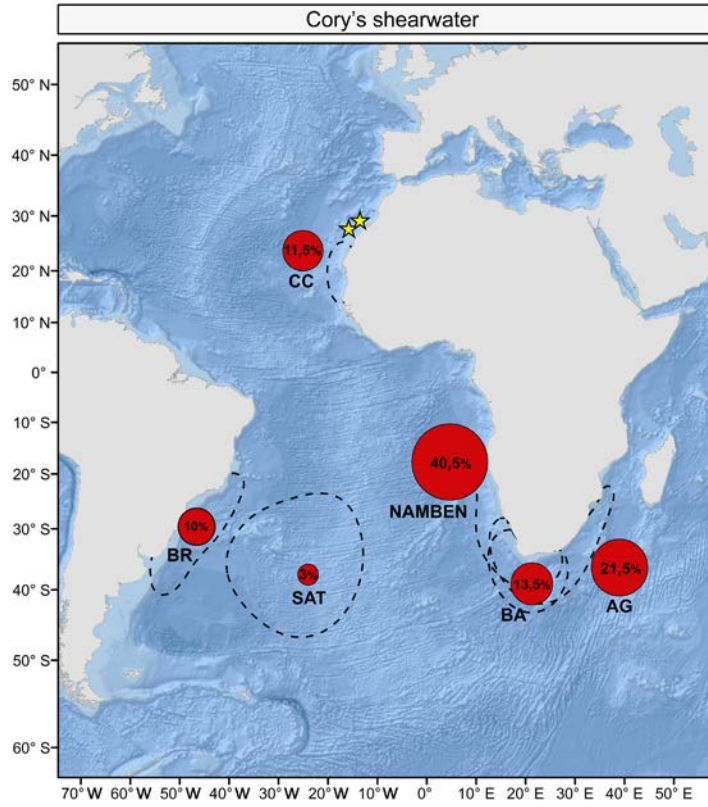 Cory's shearwater
50° N
40° N
30° N
11,5%
20° N
CC
10° N
0°
10° S
20° S
40,5%
NAMBEN
30° S
10%
BR
3%
SAT
21,5%
13,5%
40° S
BA
AG
50° S
60° S
70° W 60° W 50° W 40° W 30° W 20° W 10° W 0° 10° E 20° E 30° E 40° E 50° E